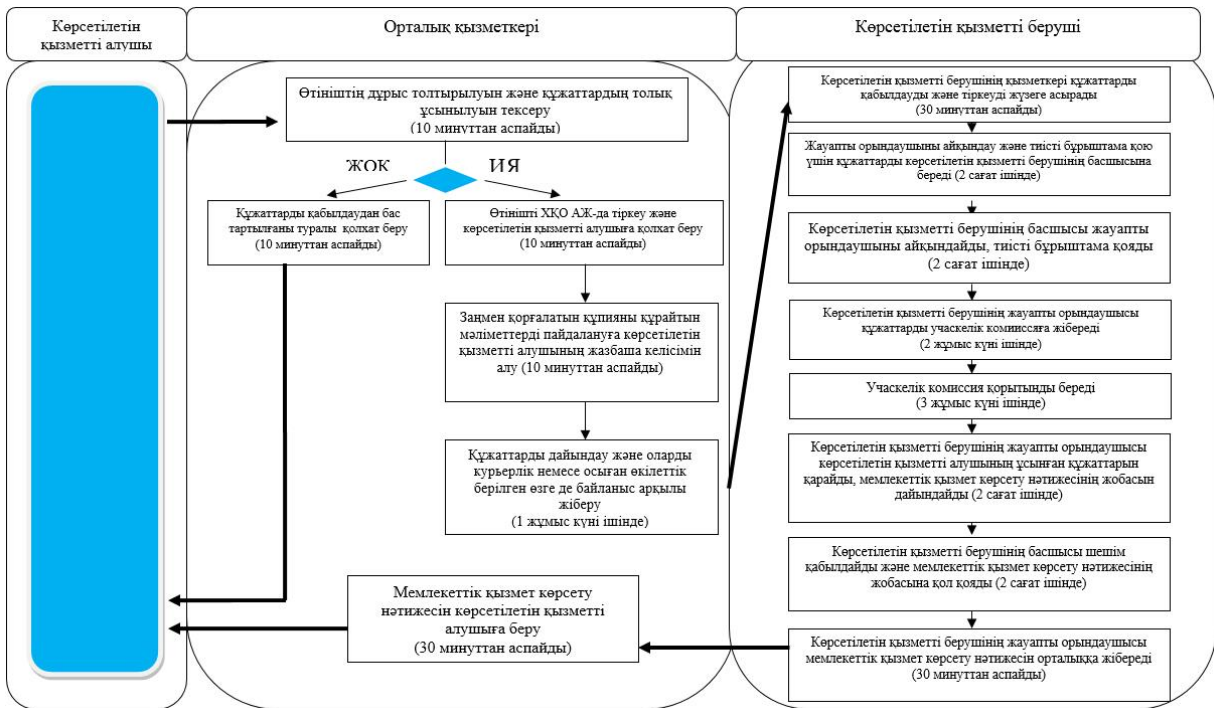 Көрсетілетін
қызметті алушы
Орталық қызметкері
Көрсетілетін қызметті беруші
Өтініштің дұрыс толтырылуын және құжаттардың толық
ұсынылуын тексеру
(10 минуттан аспайды)
ЖОҚ
ИЯ
Құжаттарды қабылдаудан бас
тартылғаны туралы қолхат беру
(10 минуттан аспайды)
Өтінішті ХҚО АЖ-да тіркеу және
көрсетілетін қызметті алушыға қолхат беру
(10 минуттан аспайды)
Заңмен қорғалатын құпияны құрайтын
мәліметтерді пайдалануға көрсетілетін
қызметті алушының жазбаша келісімін
алу (10 минуттан аспайды)
Құжаттарды дайындау және оларды
курьерлік немесе осыған өкілеттік
берілген өзге де байланыс арқылы
жіберу
(1 жұмыс күні ішінде)
Мемлекеттік қызмет көрсету
нәтижесін көрсетілетін қызметті
алушыға беру
(30 минуттан аспайды)
Көрсетілетін қызметті берушінің қызметкері құжаттарды
қабылдауды және тіркеуді жүзеге асырады
(30 минуттан аспайды)
Жауапты орындаушыны айқындау және тиісті бұрыштама қою
үшін құжаттарды көрсетілетін қызметті берушінің басшысына
береді (2 сағат ішінде)
Көрсетілетін қызметті берушінің басшысы жауапты
орындаушыны айқындайды, тиісті бұрыштама қояды
(2 сағат ішінде)
Көрсетілетін қызметті берушінің жауапты орындаушысы
құжаттарды учаскелік комиссияға жібереді
(2 жұмыс күні ішінде)
Учаскелік комиссия қорытынды береді
(3 жұмыс күні ішінде)
Көрсетілетін қызметті берушінің жауапты орындаушысы
көрсетілетін қызметті алушының ұсынған құжаттарын
қарайды, мемлекеттік қызмет көрсету нәтижесінің жобасын
дайындайды (2 сағат ішінде)
Көрсетілетін қызметті берушінің басшысы шешім
қабылдайды және мемлекеттік қызмет көрсету нәтижесінің
жобасына қол қояды (2 сағат ішінде)
Көрсетілетін қызметті берушінің жауапты орындаушысы
мемлекеттік қызмет көрсету нәтижесін орталыққа жібереді
(30 минуттан аспайды)